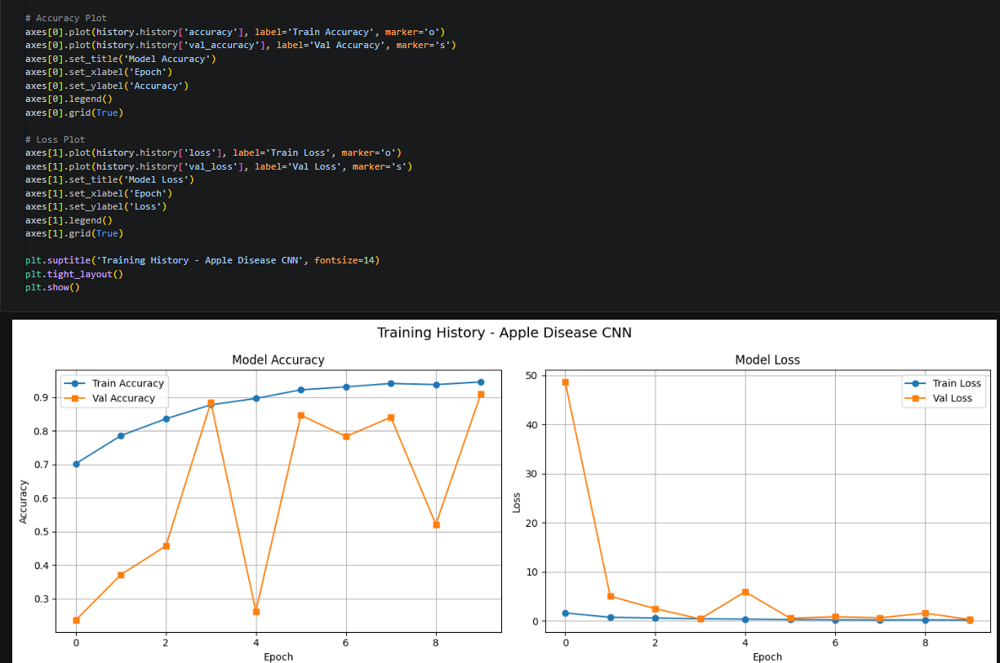 # Accuracy Plot
axes[0].plot(history.history['accuracy'], label='Train Accuracy', marker='o')
axes[0].plot(history.history['val_accuracy'], label='Val Accuracy', marker='s')
axes[0].set_title('Model Accuracy')
axes[0].set_xlabel('Epoch')
axes[0].set_ylabel('Accuracy')
axes[0].legend()
axes[0].grid(True)
# Loss Plot
axes[1].plot(history.history['loss'], label='Train Loss', marker='o')
axes[1].plot(history.history['val_loss'], label='Val Loss', marker='s')
axes[1].set_title('Model Loss')
axes[1].set_xlabel('Epoch')
axes[1].set_ylabel('Loss')
axes[1].legend()
axes[1].grid(True)
plt.suptitle('Training History - Apple Disease CNN', fontsize=14)
plt.tight_layout()
plt.show()
Training History - Apple Disease CNN
Model Accuracy
Train Accuracy
Val Accuracy
0.9
0.8
0.7
0.6
0.5
0.4
0.3
Accuracy
0 2 4 6 8
Epoch
Model Loss
Train Loss
Val Loss
50
40
30
20
10
0
Loss
0 2 4 6 8
Epoch